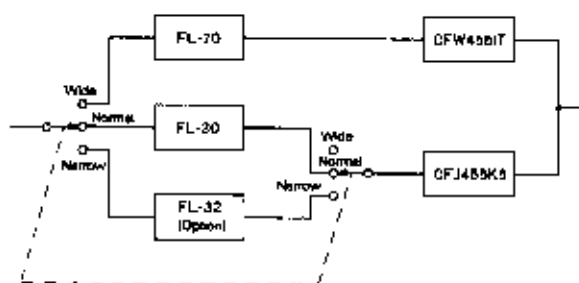 FL-70
CFW455IT
Wide
Normal
FL-30
Wide
Normal
Narrow
Narrow
CFJ455K5
FL-32
(Option)